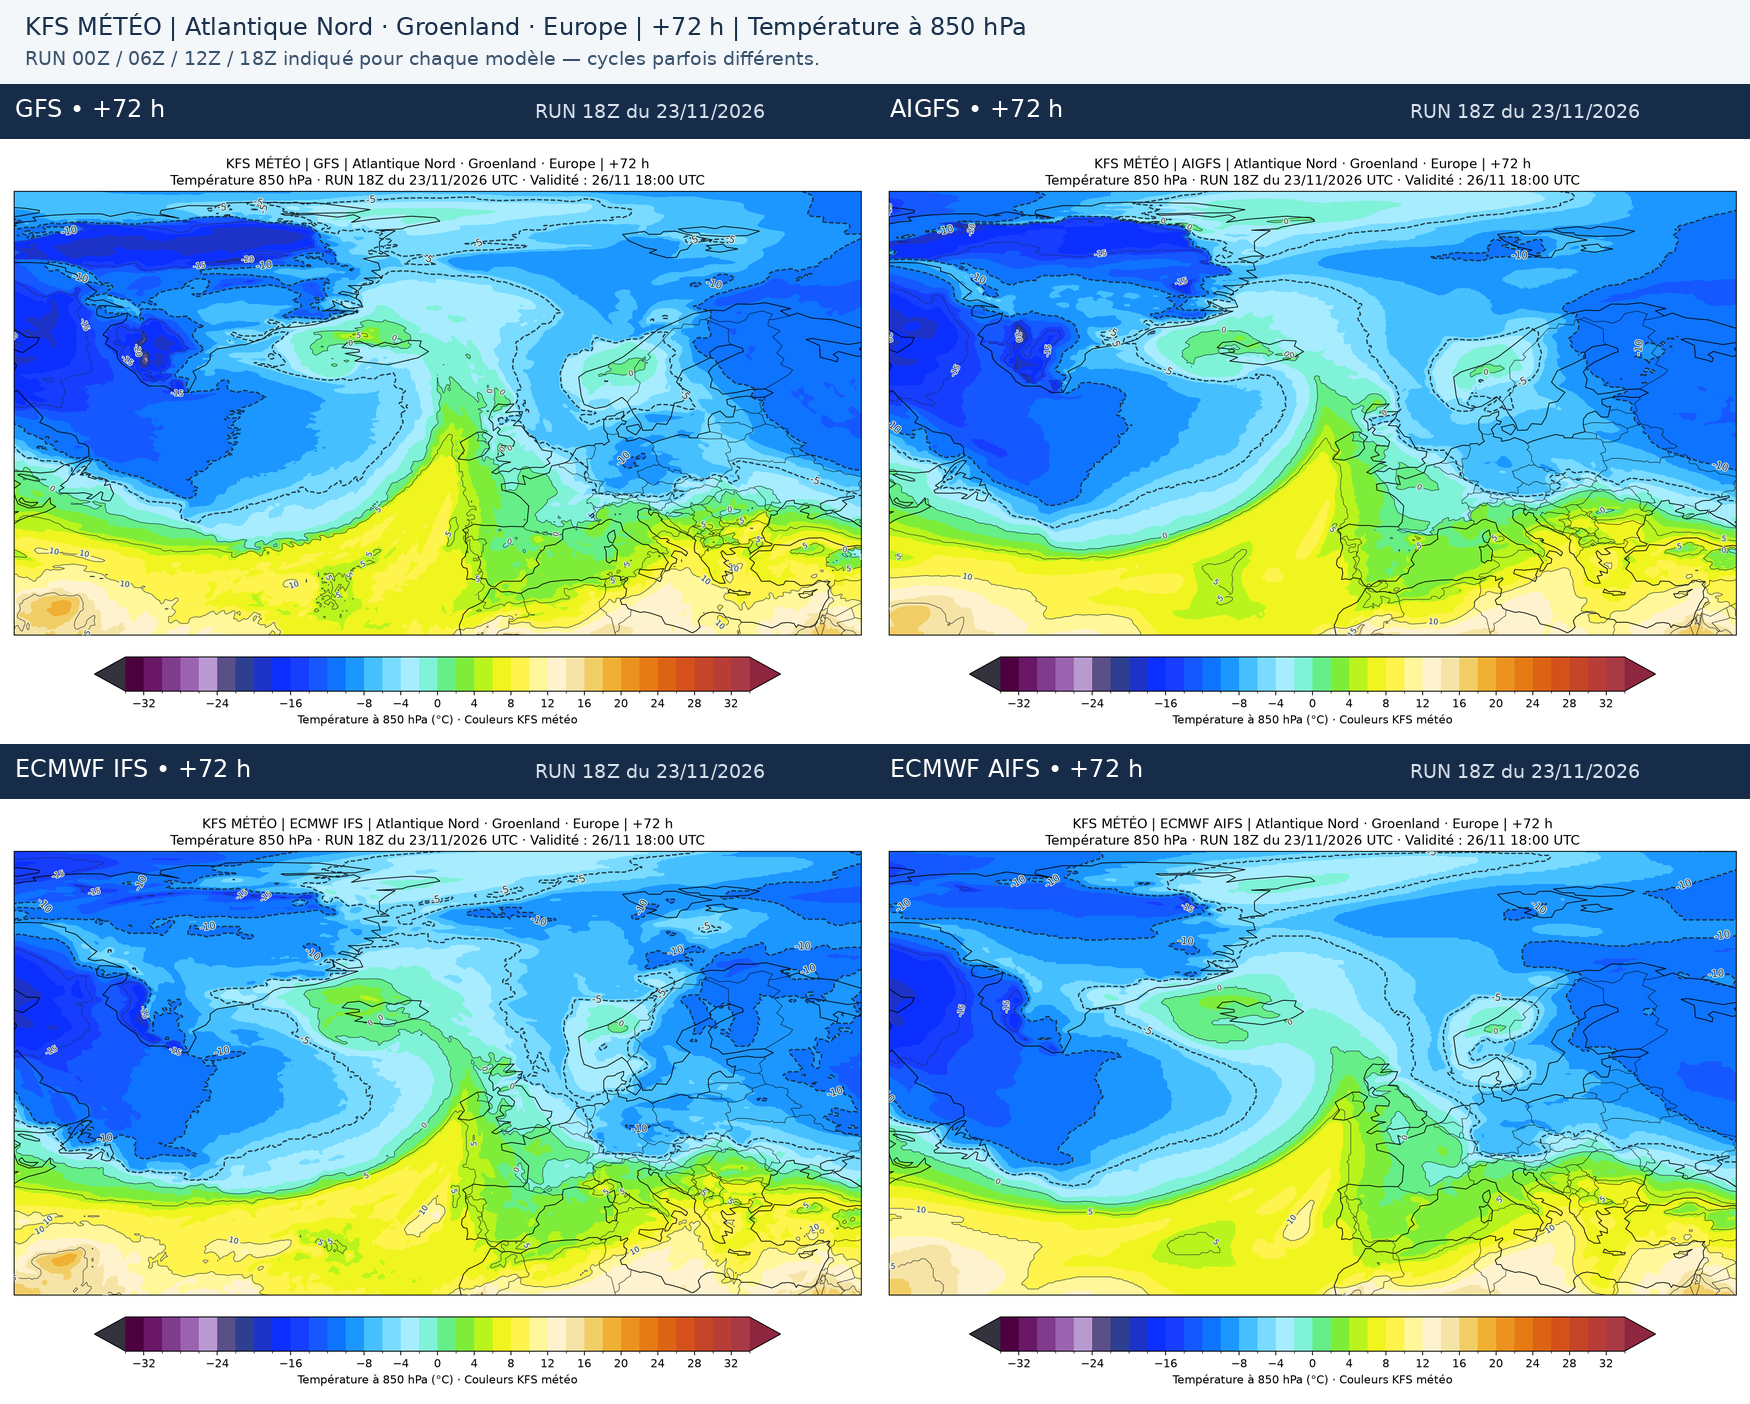 KFS MÉTÉO | Atlantique Nord · Groenland · Europe | +72 h | Température à 850 hPa
RUN 00Z / 06Z / 12Z / 18Z indiqué pour chaque modèle — cycles parfois différents.
GFS • +72 h
RUN 18Z du 23/11/2026
AIGFS • +72 h
RUN 18Z du 23/11/2026
KFS MÉTÉO | GFS | Atlantique Nord · Groenland · Europe | +72 h
Température 850 hPa · RUN 18Z du 23/11/2026 UTC · Validité : 26/11 18:00 UTC
−32 −24 −16 −8 −4 0 4 8 12 16 20 24 28 32
Température à 850 hPa (°C) · Couleurs KFS météo
KFS MÉTÉO | AIGFS | Atlantique Nord · Groenland · Europe | +72 h
Température 850 hPa · RUN 18Z du 23/11/2026 UTC · Validité : 26/11 18:00 UTC
−32 −24 −16 −8 −4 0 4 8 12 16 20 24 28 32
Température à 850 hPa (°C) · Couleurs KFS météo
ECMWF IFS • +72 h
RUN 18Z du 23/11/2026
ECMWF AIFS • +72 h
RUN 18Z du 23/11/2026
KFS MÉTÉO | ECMWF IFS | Atlantique Nord · Groenland · Europe | +72 h
Température 850 hPa · RUN 18Z du 23/11/2026 UTC · Validité : 26/11 18:00 UTC
−32 −24 −16 −8 −4 0 4 8 12 16 20 24 28 32
Température à 850 hPa (°C) · Couleurs KFS météo
KFS MÉTÉO | ECMWF AIFS | Atlantique Nord · Groenland · Europe | +72 h
Température 850 hPa · RUN 18Z du 23/11/2026 UTC · Validité : 26/11 18:00 UTC
−32 −24 −16 −8 −4 0 4 8 12 16 20 24 28 32
Température à 850 hPa (°C) · Couleurs KFS météo